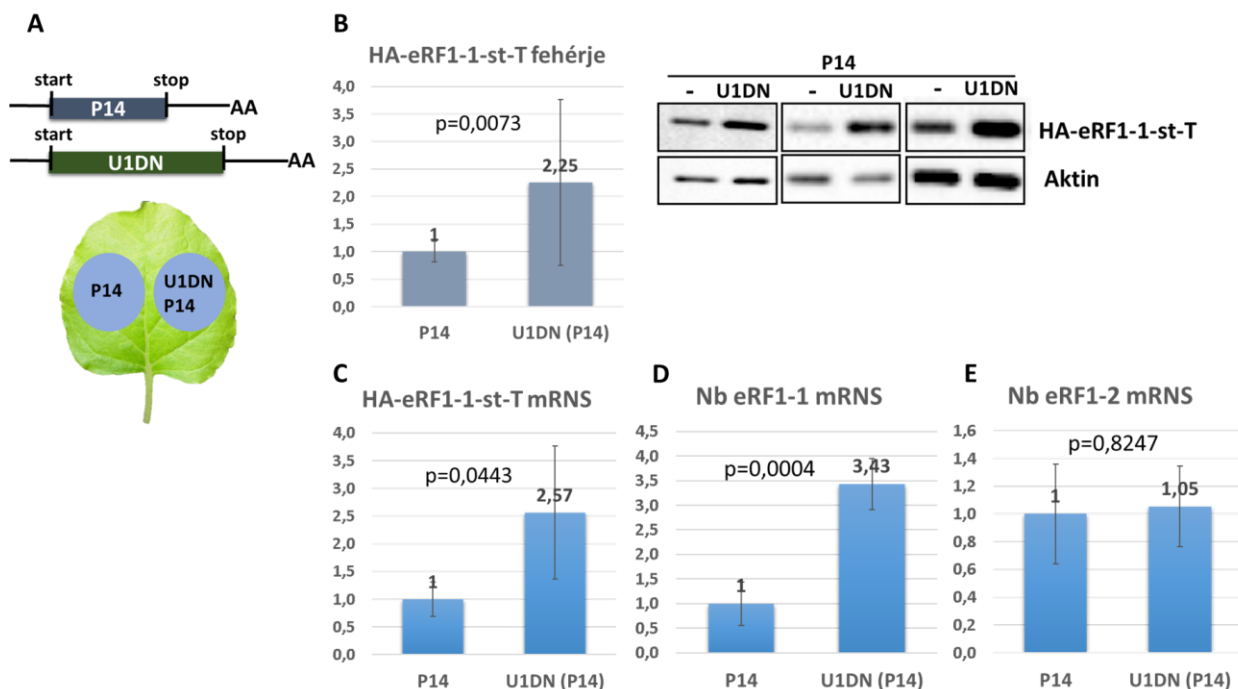 A
start
stop
P14
AA
start
stop
U1DN
AA
P14
U1DN
P14
B
HA-eRF1-1-st-T fehérje
4,0
3,5
3,0
2,5
2,0
1,5
1,0
0,5
0,0
p=0,0073
1
2,25
P14
U1DN (P14)
P14
- U1DN - U1DN - U1DN
HA-eRF1-1-st-T
Aktin
C
HA-eRF1-1-st-T mRNS
4,0
3,5
3,0
2,5
2,0
1,5
1,0
0,5
0,0
p=0,0443
1
2,57
P14
U1DN (P14)
D
Nb eRF1-1 mRNS
4,5
4,0
3,5
3,0
2,5
2,0
1,5
1,0
0,5
0,0
p=0,0004
1
3,43
P14
U1DN (P14)
E
Nb eRF1-2 mRNS
1,6
1,4
1,2
1,0
0,8
0,6
0,4
0,2
0,0
p=0,8247
1
1,05
P14
U1DN (P14)